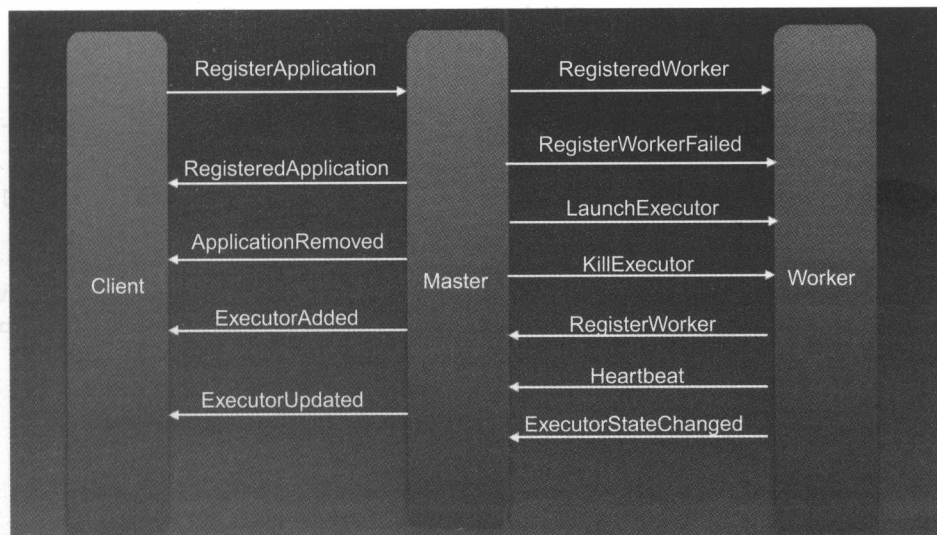 RegisterApplication
RegisteredWorker
RegisteredApplication
RegisterWorkerFailed
LaunchExecutor
ApplicationRemoved
KillExecutor
Client
Master
Worker
ExecutorAdded
RegisterWorker
Heartbeat
ExecutorUpdated
ExecutorStateChanged